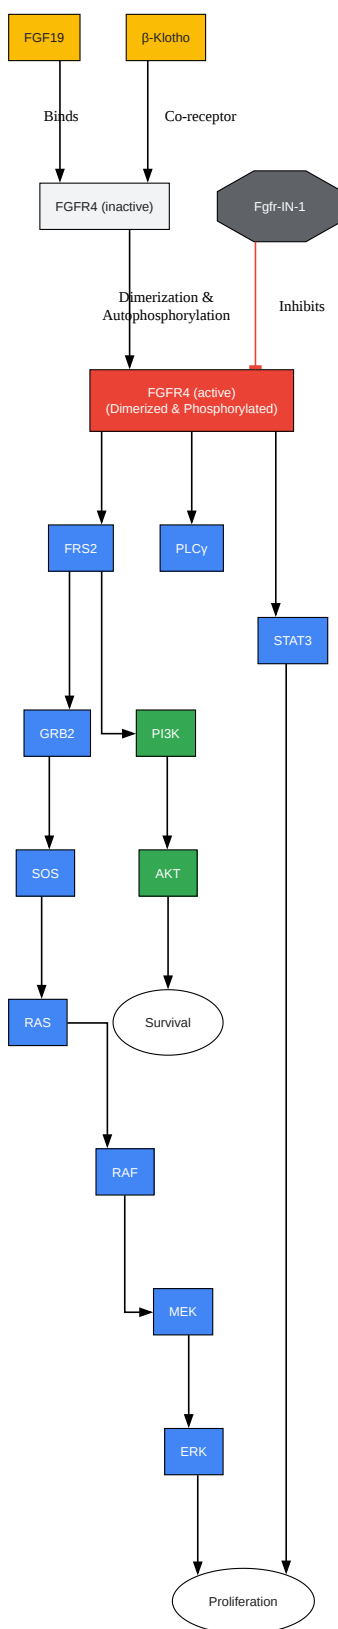 FGF19
β-Klotho
Binds
Co-receptor
FGFR4 (inactive)
Fgfr-IN-1
Dimerization &
Autophosphorylation
Inhibits
FGFR4 (active)
(Dimerized & Phosphorylated)
FRS2
PLCγ
STAT3
GRB2
PI3K
SOS
AKT
RAS
Survival
RAF
MEK
ERK
Proliferation